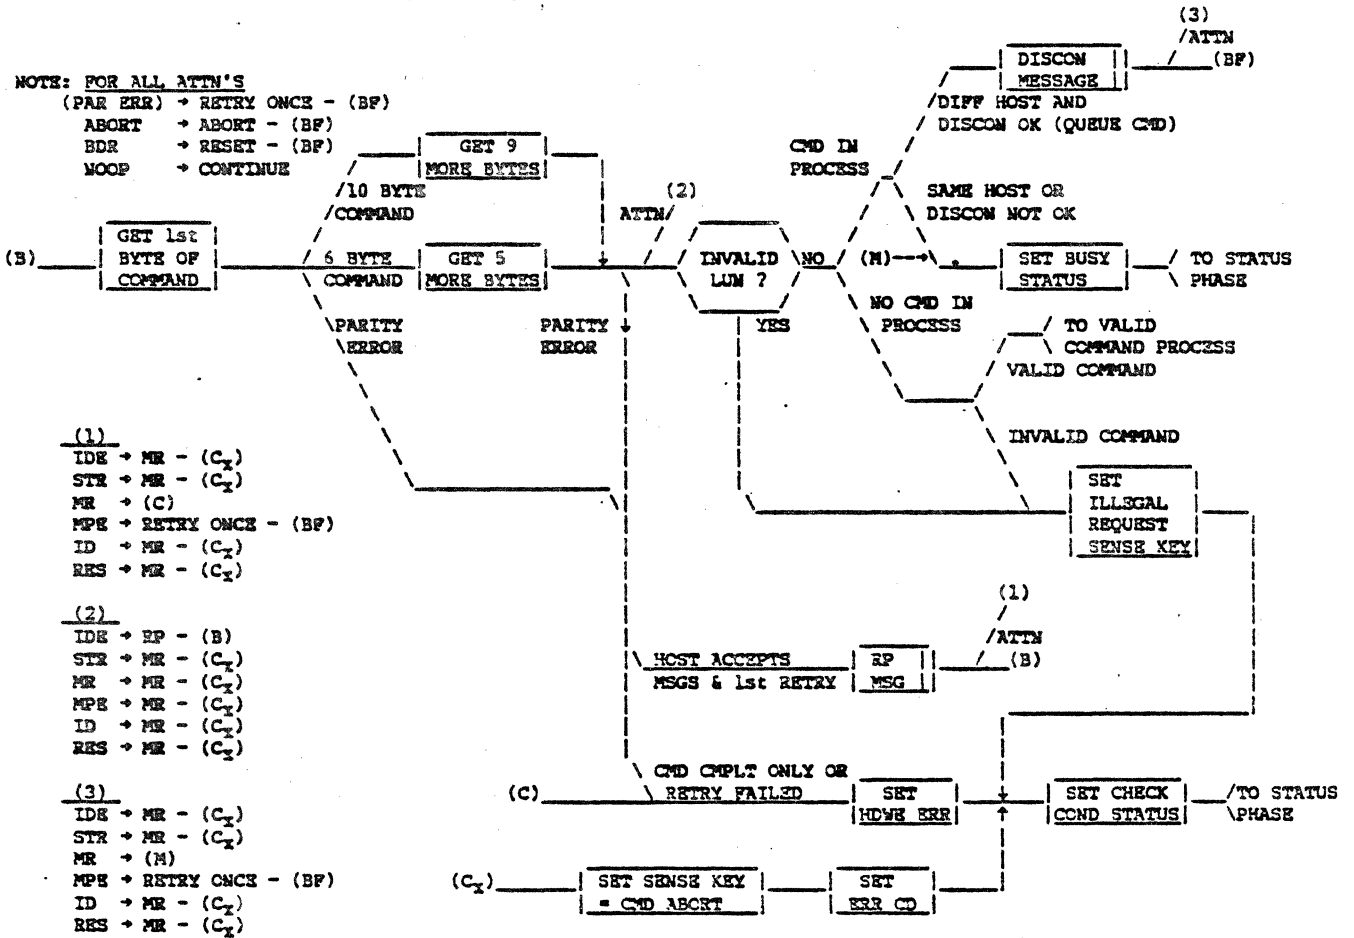 NOTE: FOR ALL ATTN'S
(PAR ERR) → RETRY ONCE - (BF)
ABORT → ABORT - (BF)
BDR → RESET - (BF)
NOOP → CONTINUE
(3)
/ATTN
(BF)
DISCON
MESSAGE
/DIFF HOST AND
DISCON OK (QUEUE CMD)
CMD IN
PROCESS
SAME HOST OR
DISCON NOT OK
GET 9
MORE BYTES
/10 BYTE
/COMMAND
(B)
GET 1st
BYTE OF
COMMAND
6 BYTE
COMMAND
GET 5
MORE BYTES
(2)
ATTN/
INVALID
LUN ?
NO
YES
(M)
SET BUSY
STATUS
TO STATUS
PHASE
\PARITY
\ERROR
PARITY
ERROR
NO CMD IN
PROCESS
TO VALID
COMMAND PROCESS
VALID COMMAND
INVALID COMMAND
SET
ILLEGAL
REQUEST
SENSE KEY
(1)
IDE → MR - (Cx)
STR → MR - (Cx)
MR → (C)
MPE → RETRY ONCE - (BF)
ID → MR - (Cx)
RES → MR - (Cx)
(2)
IDE → RP - (B)
STR → MR - (Cx)
MR → MR - (Cx)
MPE → MR - (Cx)
ID → MR - (Cx)
RES → MR - (Cx)
(3)
IDE → MR - (Cx)
STR → MR - (Cx)
MR → (M)
MPE → RETRY ONCE - (BF)
ID → MR - (Cx)
RES → MR - (Cx)
HOST ACCEPTS
MSGS & 1st RETRY
RP
MSG
(1)
/ATTN
(B)
CMD CMPLT ONLY OR
RETRY FAILED
(C)
SET
HDWE ERR
SET CHECK
COND STATUS
/TO STATUS
\PHASE
(Cx)
SET SENSE KEY
= CMD ABORT
SET
ERR CD